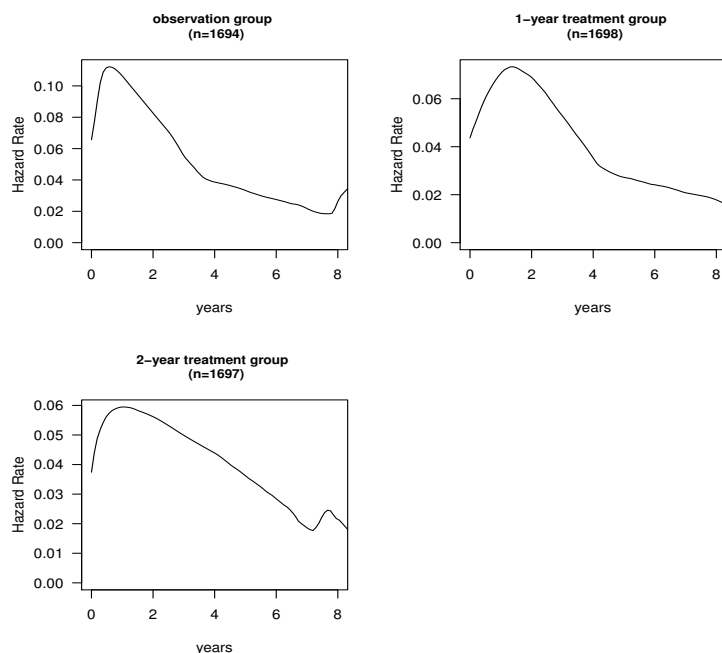 observation group
(n=1694)
Hazard Rate
0.10
0.08
0.06
0.04
0.02
0.00
0 2 4 6 8
years
1−year treatment group
(n=1698)
Hazard Rate
0.06
0.04
0.02
0.00
0 2 4 6 8
years
2−year treatment group
(n=1697)
Hazard Rate
0.06
0.05
0.04
0.03
0.02
0.01
0.00
0 2 4 6 8
years